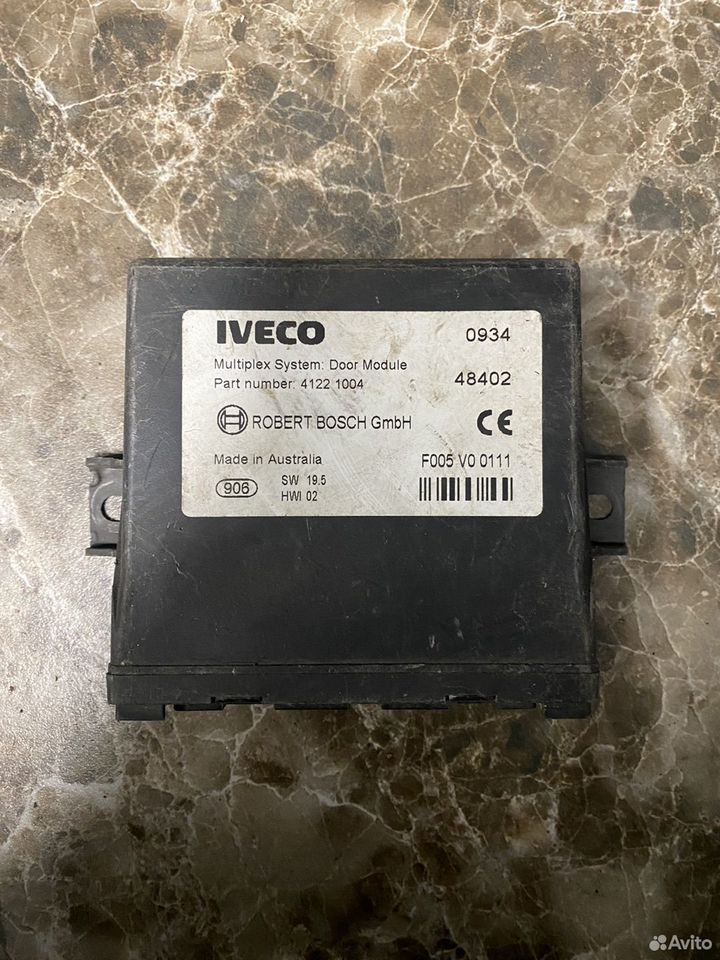 IVECO 0934
Multiplex System: Door Module
Part number: 4122 1004 48402
ROBERT BOSCH GmbH CE
Made in Australia F005 V0 0111
906 SW 19.5
HWI 02
Avito